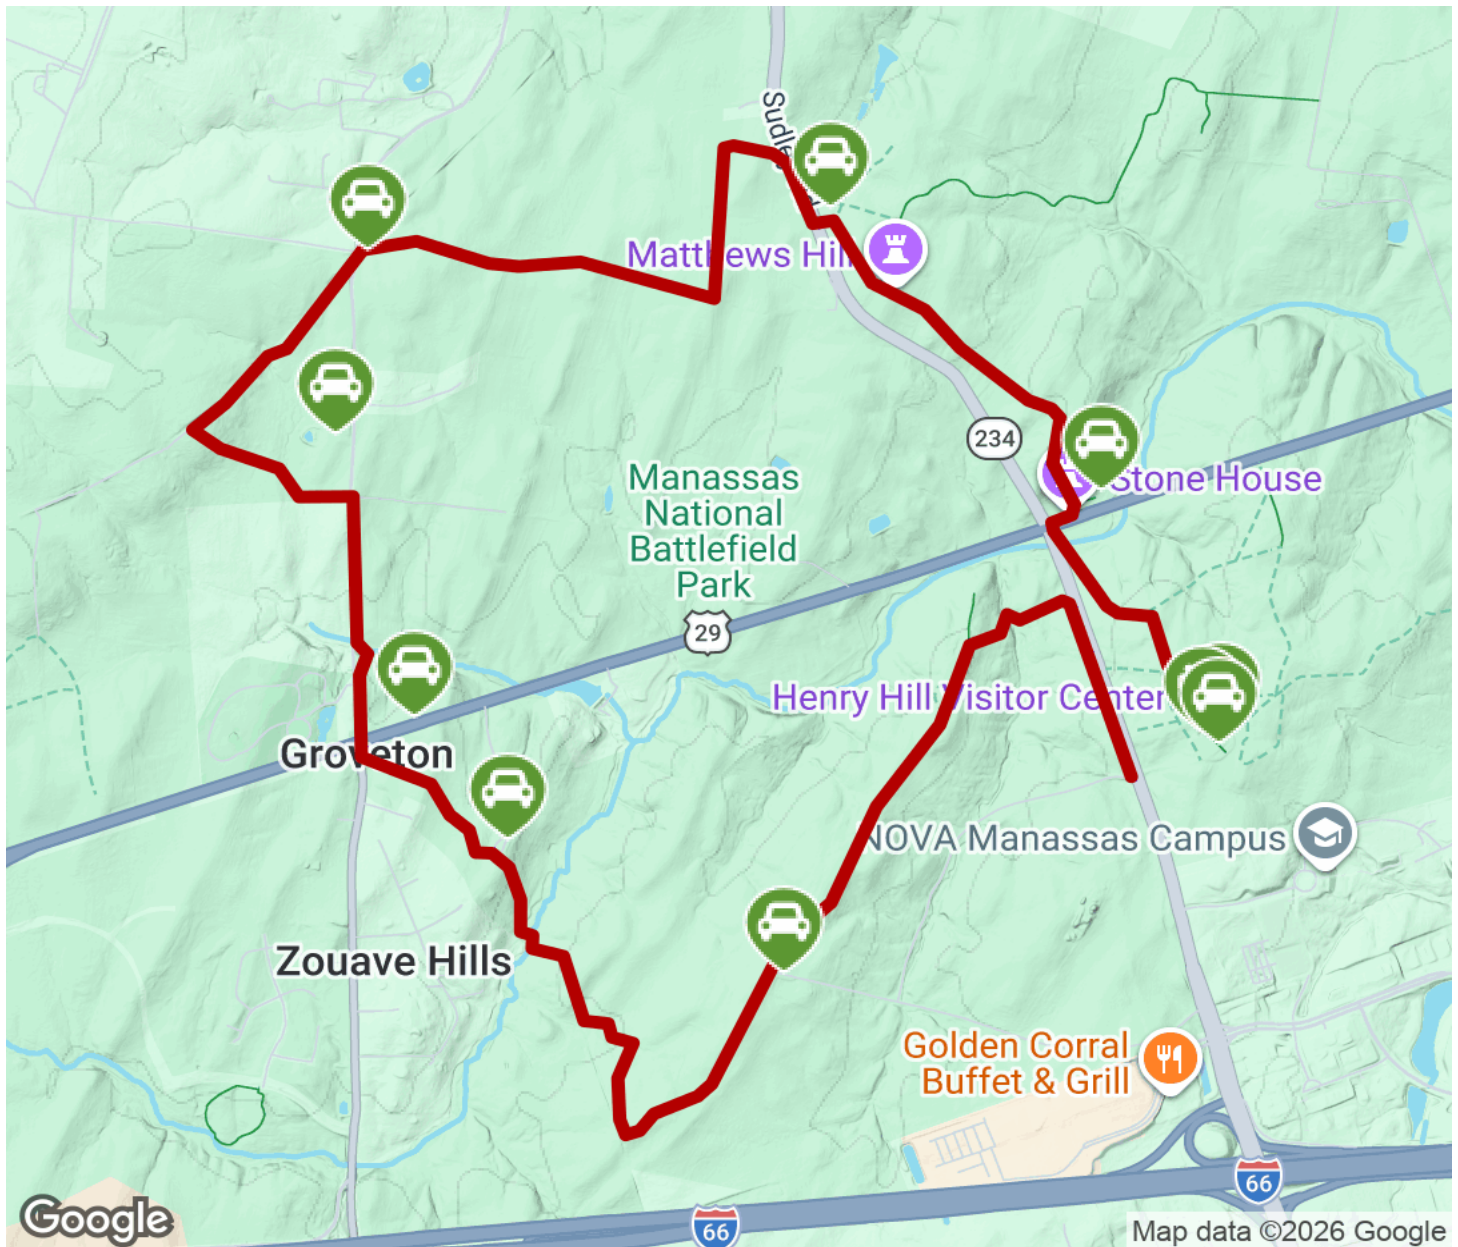 Sudley
Matthews Hill
234
Stone House
Manassas
National
Battlefield
Park
29
Henry Hill Visitor Center
Groveton
NOVA Manassas Campus
Zouave Hills
Golden Corral
Buffet & Grill
66
66
Google
Map data ©2026 Google